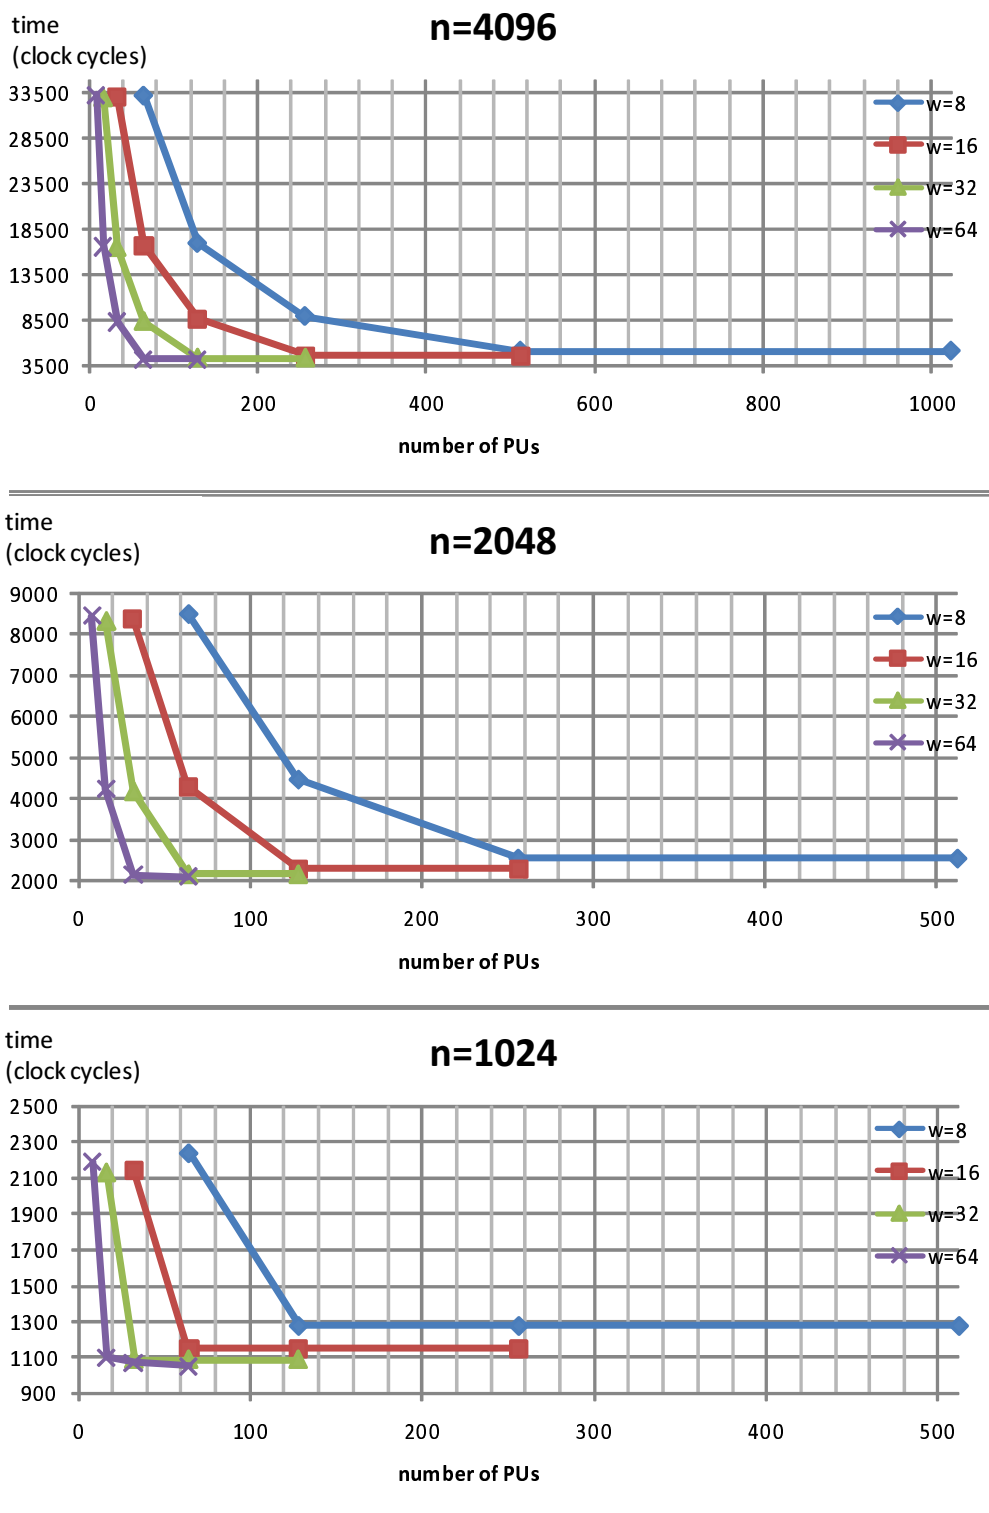 time
(clock cycles)
n=4096
33500
28500
23500
18500
13500
8500
3500
0 200 400 600 800 1000
number of PUs
w=8
w=16
w=32
w=64
time
(clock cycles)
n=2048
9000
8000
7000
6000
5000
4000
3000
2000
0 100 200 300 400 500
number of PUs
w=8
w=16
w=32
w=64
time
(clock cycles)
n=1024
2500
2300
2100
1900
1700
1500
1300
1100
900
0 100 200 300 400 500
number of PUs
w=8
w=16
w=32
w=64